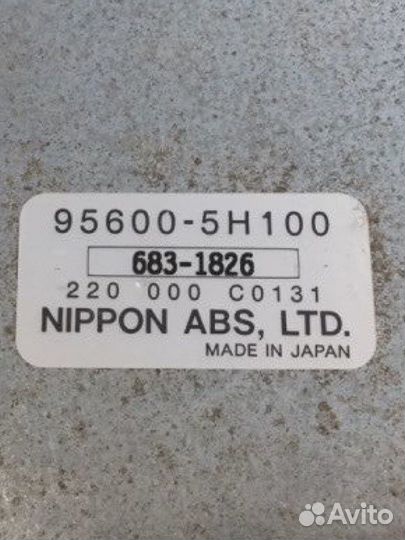 95600-5H100
683-1826
220 000 C0131
NIPPON ABS, LTD.
MADE IN JAPAN
Avito